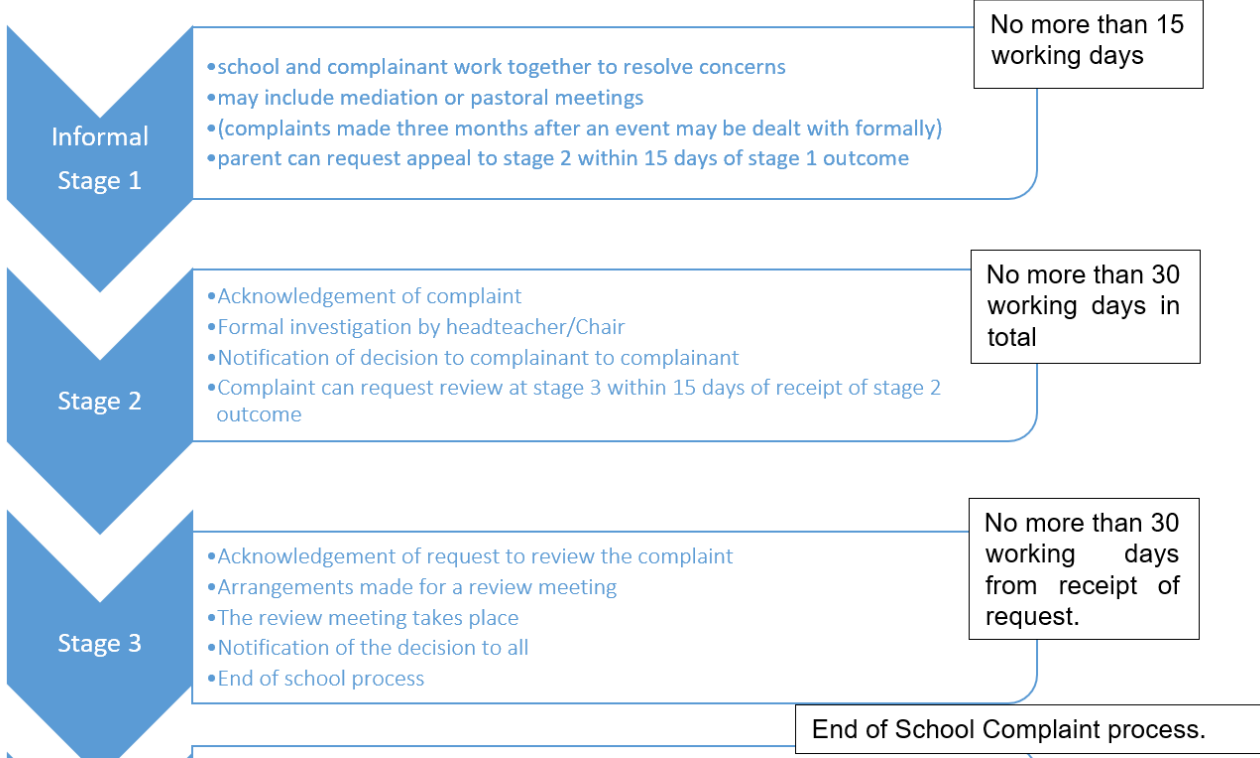 No more than 15
working days
Informal
Stage 1
•school and complainant work together to resolve concerns
•may include mediation or pastoral meetings
•(complaints made three months after an event may be dealt with formally)
•parent can request appeal to stage 2 within 15 days of stage 1 outcome
No more than 30
working days in
total
Stage 2
•Acknowledgement of complaint
•Formal investigation by headteacher/Chair
•Notification of decision to complainant to complainant
•Complaint can request review at stage 3 within 15 days of receipt of stage 2
outcome
No more than 30
working days
from receipt of
request.
Stage 3
•Acknowledgement of request to review the complaint
•Arrangements made for a review meeting
•The review meeting takes place
•Notification of the decision to all
•End of school process
End of School Complaint process.